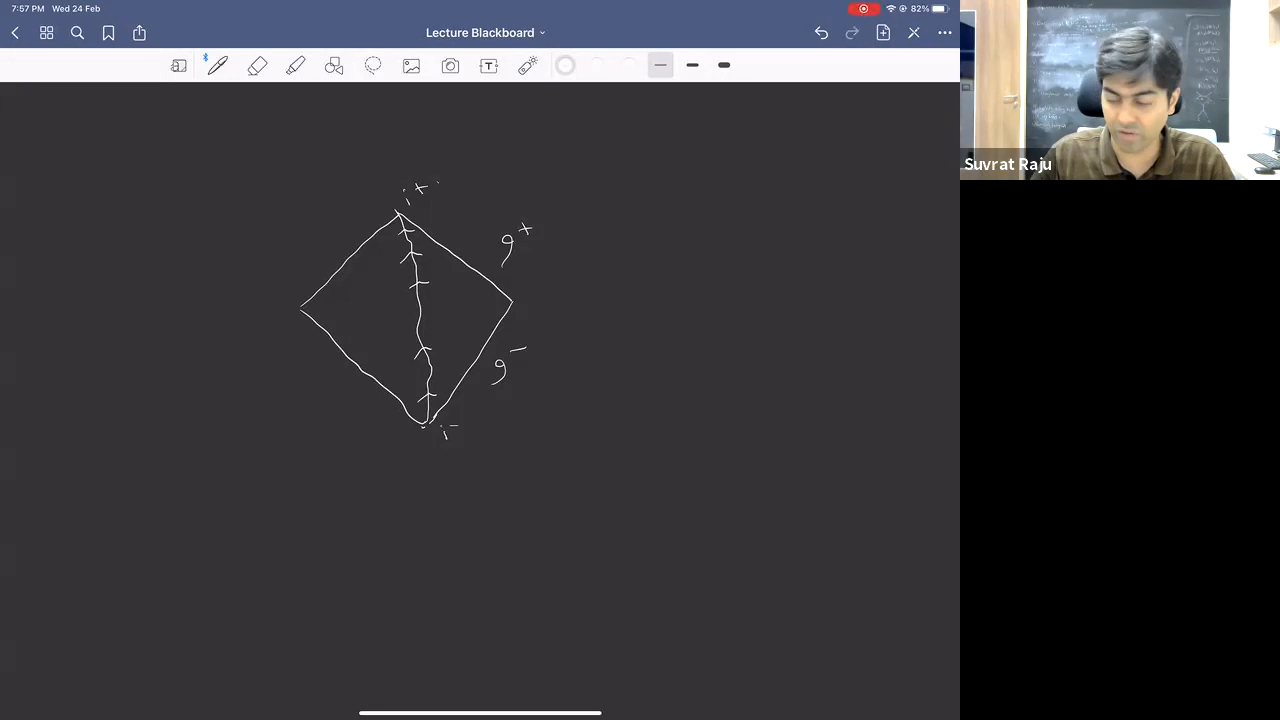 7:57 PM Wed 24 Feb
82%
Lecture Blackboard
T
Suvrat Raju
i⁺
g⁺
g⁻
i⁻